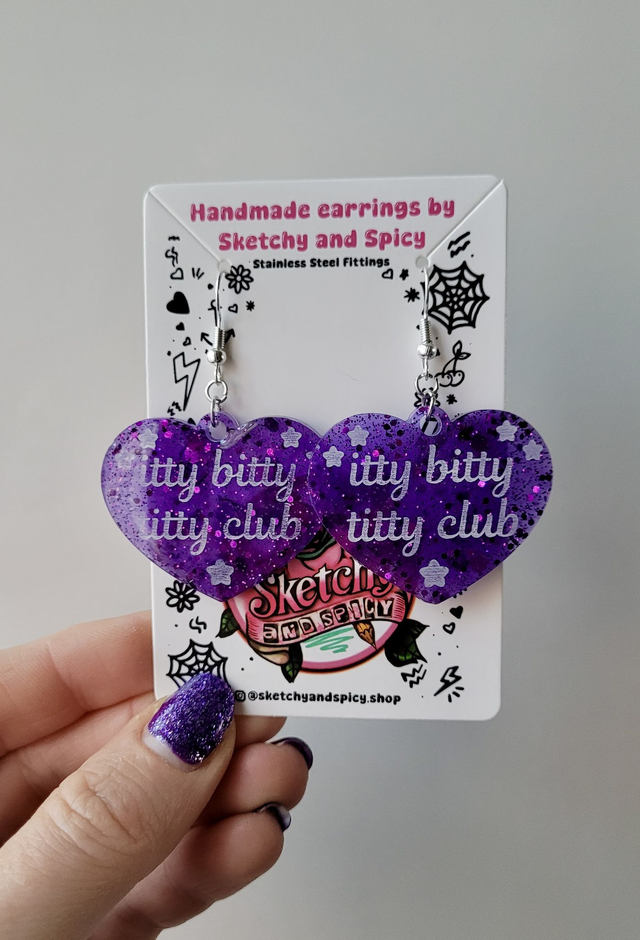 Handmade earrings by
Sketchy and Spicy
Stainless Steel Fittings
itty bitty
titty club
itty bitty
titty club
Sketchy
AND SPICY
@sketchyandspicy.shop